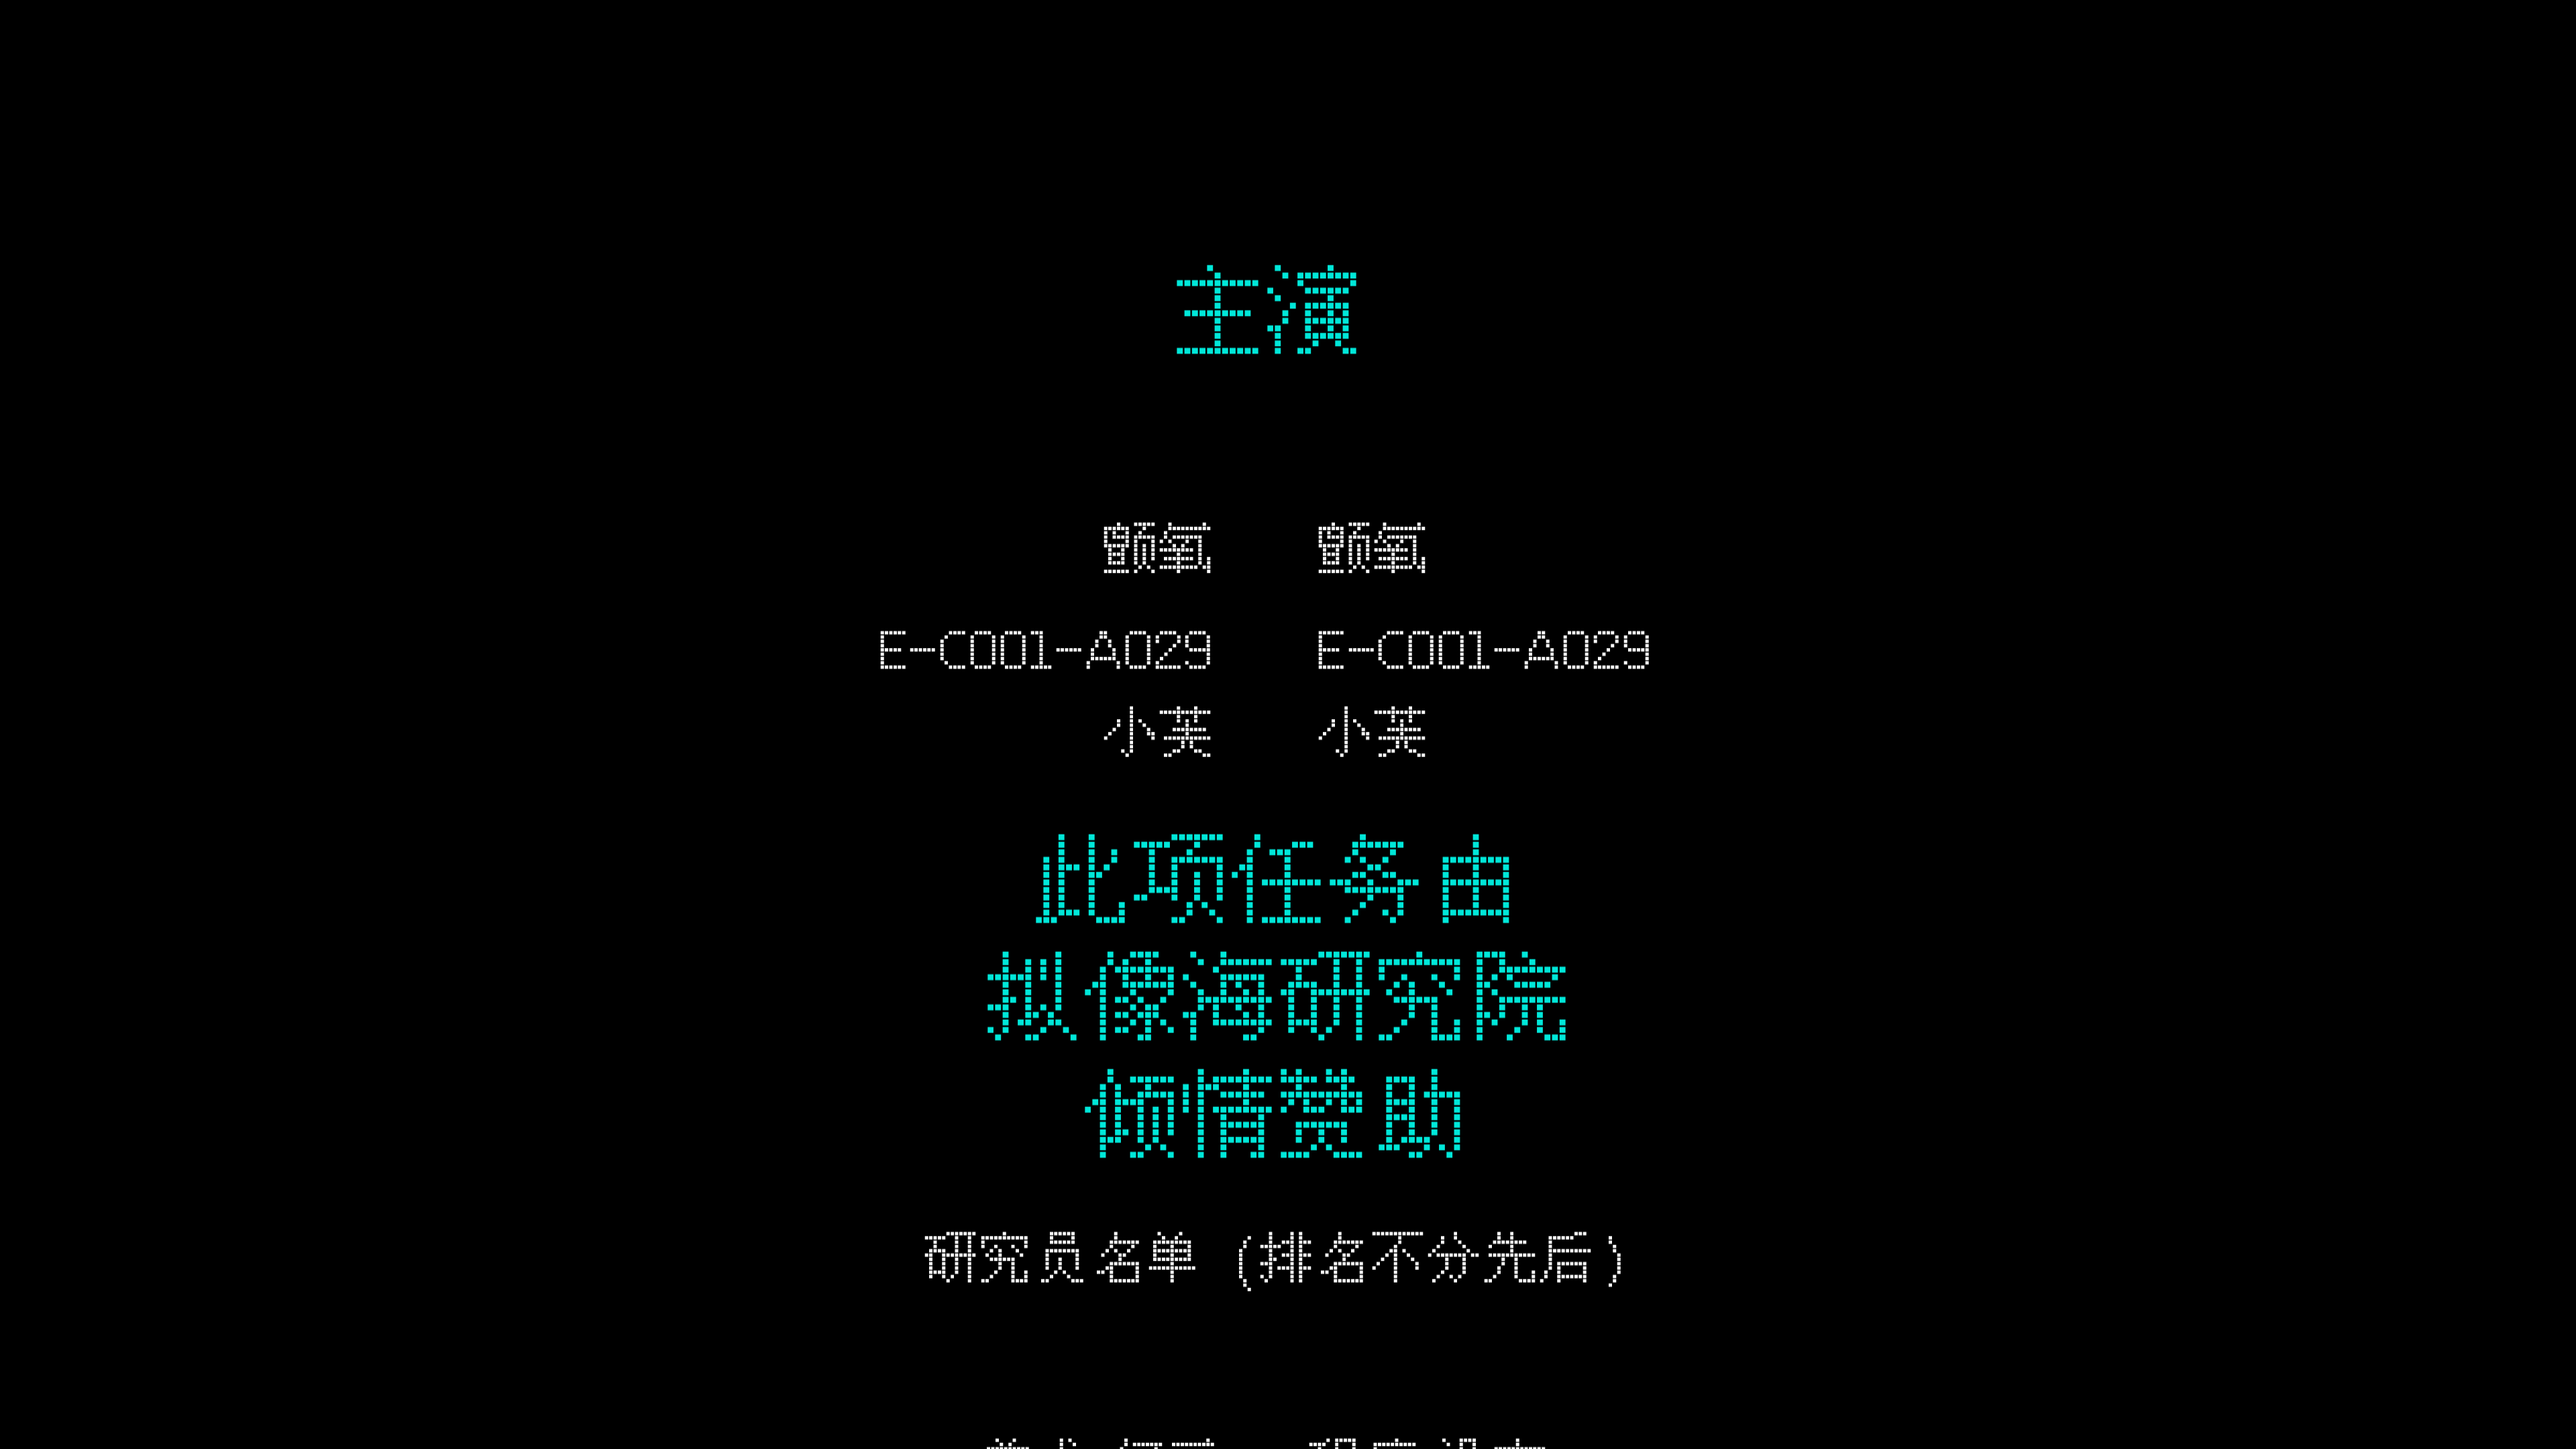 主演
颤氧 颤氧
E-C001-A029 E-C001-A029
小芙 小芙
此项任务由
拟像海研究院
倾情赞助
研究员名单 (排名不分先后)